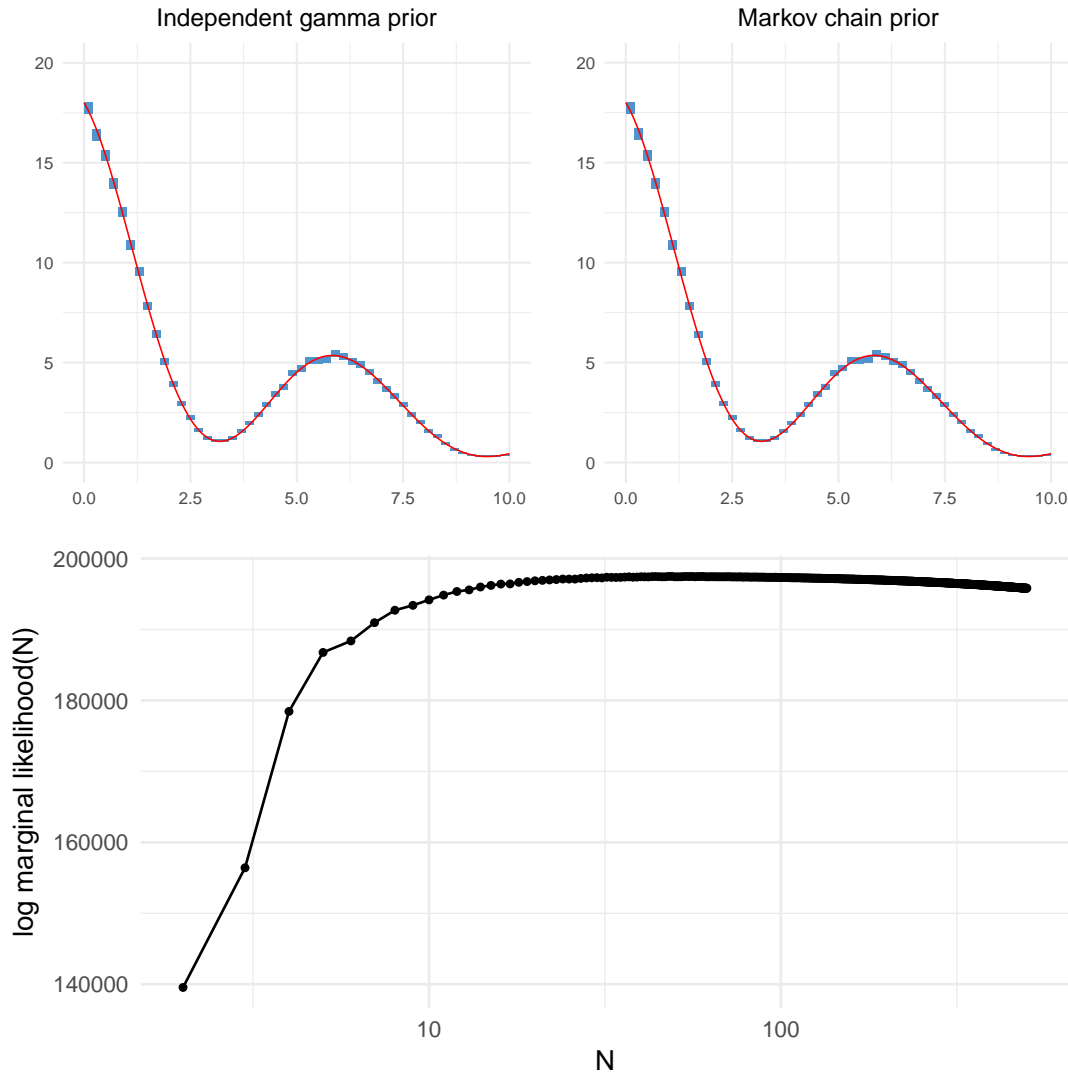 Independent gamma prior
Markov chain prior
20
15
10
5
0
0.0 2.5 5.0 7.5 10.0
20
15
10
5
0
0.0 2.5 5.0 7.5 10.0
200000
180000
160000
140000
log marginal likelihood(N)
10 100
N